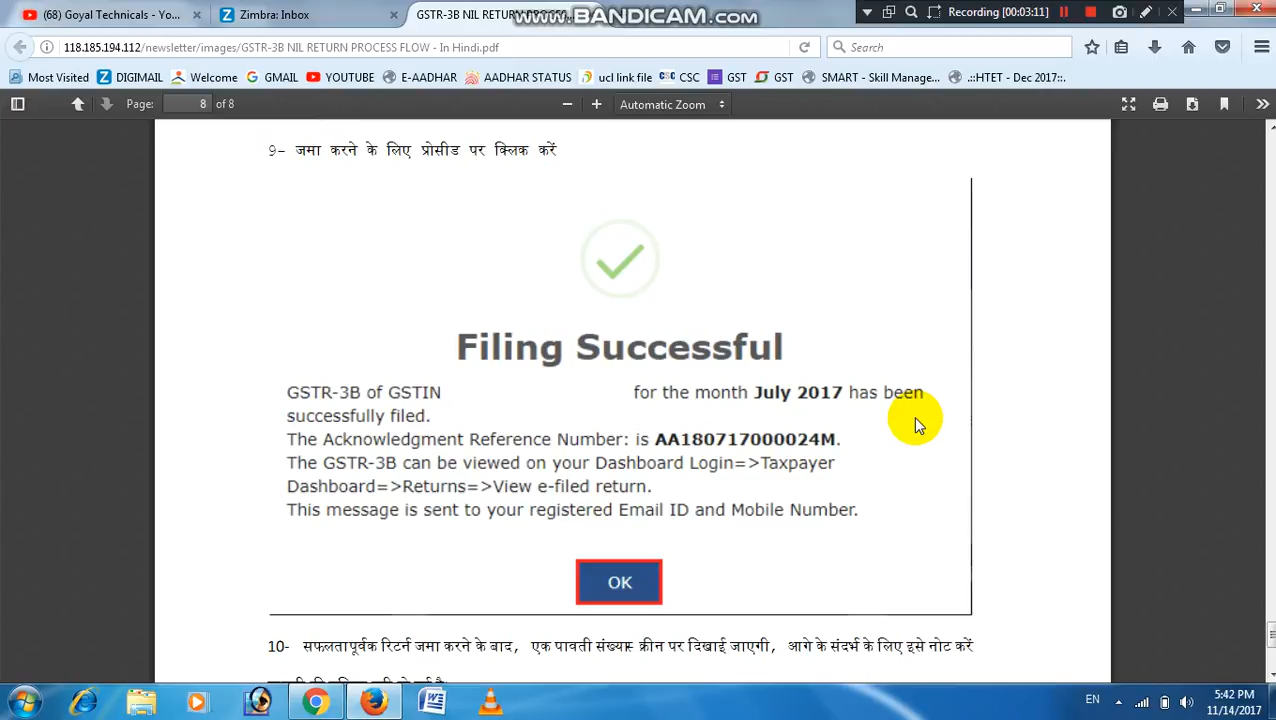 (68) Goyal Technicals - Yo...
Zimbra: Inbox
GSTR-3B NIL RETURN PROCESS
www.BANDICAM.com
Recording [00:03:11]
118.185.194.112/newsletter/images/GSTR-3B NIL RETURN PROCESS FLOW - In Hindi.pdf
Search
Most Visited DIGIMAIL Welcome GMAIL YOUTUBE E-AADHAR AADHAR STATUS ucl link file CSC GST GST SMART - Skill Manage... .::HTET - Dec 2017::.
Page: 8 of 8 Automatic Zoom
9- जमा करने के लिए प्रोसीड पर क्लिक करें
Filing Successful
GSTR-3B of GSTIN for the month July 2017 has been
successfully filed.
The Acknowledgment Reference Number: is AA180717000024M.
The GSTR-3B can be viewed on your Dashboard Login=>Taxpayer
Dashboard=>Returns=>View e-filed return.
This message is sent to your registered Email ID and Mobile Number.
OK
10- सफलतापूर्वक रिटर्न जमा करने के बाद, एक पावती संख्या स्क्रीन पर दिखाई जाएगी, आगे के संदर्भ के लिए इसे नोट करें
EN
5:42 PM
11/14/2017